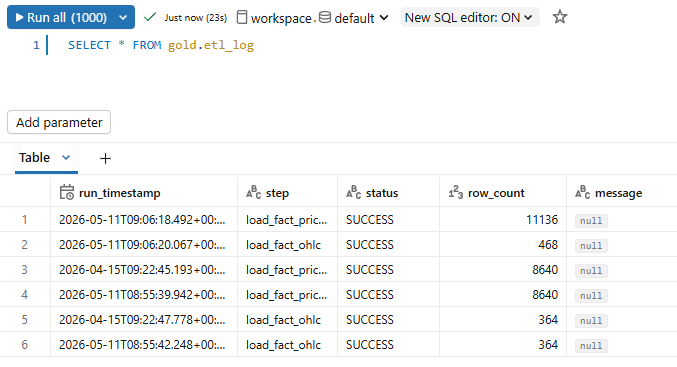 Run all (1000) Just now (23s) workspace. default New SQL editor: ON
1 SELECT * FROM gold.etl_log
Add parameter
Table +
run_timestamp ABC step ABC status 123 row_count ABC message
1 2026-05-11T09:06:18.492+00:... load_fact_pric... SUCCESS 11136 null
2 2026-05-11T09:06:20.067+00:... load_fact_ohlc SUCCESS 468 null
3 2026-04-15T09:22:45.193+00:... load_fact_pric... SUCCESS 8640 null
4 2026-05-11T08:55:39.942+00:... load_fact_pric... SUCCESS 8640 null
5 2026-04-15T09:22:47.778+00:... load_fact_ohlc SUCCESS 364 null
6 2026-05-11T08:55:42.248+00:... load_fact_ohlc SUCCESS 364 null